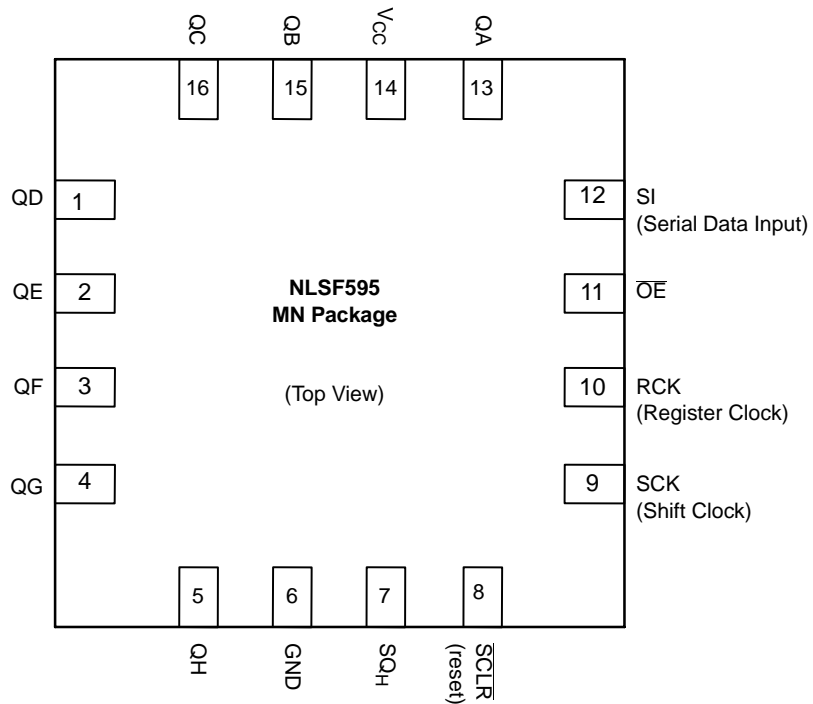 QC QB VCC QA
16 15 14 13
QD 1
12 SI
(Serial Data Input)
QE 2
NLSF595
MN Package
11 OE
QF 3
(Top View)
10 RCK
(Register Clock)
QG 4
9 SCK
(Shift Clock)
5 6 7 8
QH GND SQH SCLR
(reset)